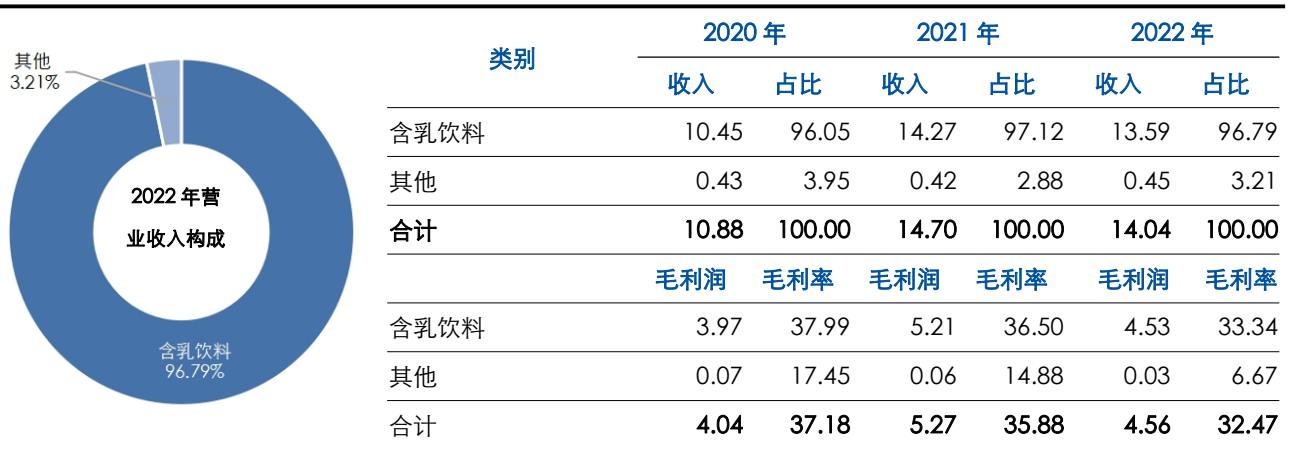 其他
3.21%
2022 年营
业收入构成
含乳饮料
96.79%
类别 2020 年 2021 年 2022 年
收入 占比 收入 占比 收入 占比
含乳饮料 10.45 96.05 14.27 97.12 13.59 96.79
其他 0.43 3.95 0.42 2.88 0.45 3.21
合计 10.88 100.00 14.70 100.00 14.04 100.00
毛利润 毛利率 毛利润 毛利率 毛利润 毛利率
含乳饮料 3.97 37.99 5.21 36.50 4.53 33.34
其他 0.07 17.45 0.06 14.88 0.03 6.67
合计 4.04 37.18 5.27 35.88 4.56 32.47